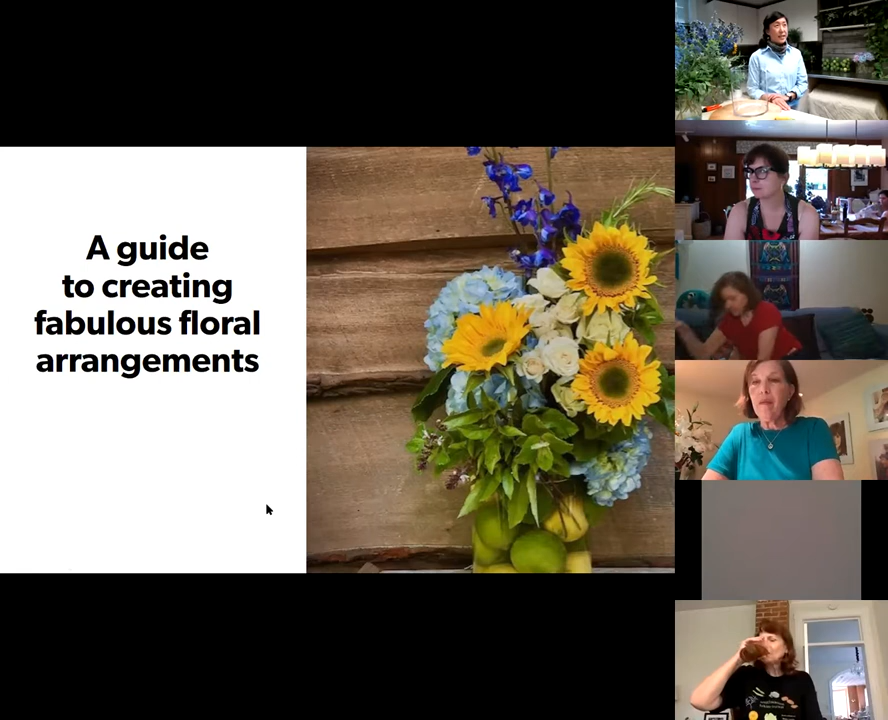 A guide
to creating
fabulous floral
arrangements